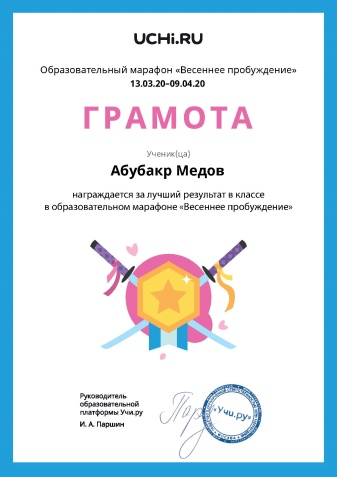 UCHi.RU
Образовательный марафон «Весеннее пробуждение»
13.03.20–09.04.20
ГРАМОТА
Ученик(ца)
Абубакр Медов
награждается за лучший результат в классе
в образовательном марафоне «Весеннее пробуждение»
Руководитель
образовательной
платформы Учи.ру
И. А. Паршин
«Учи.ру»